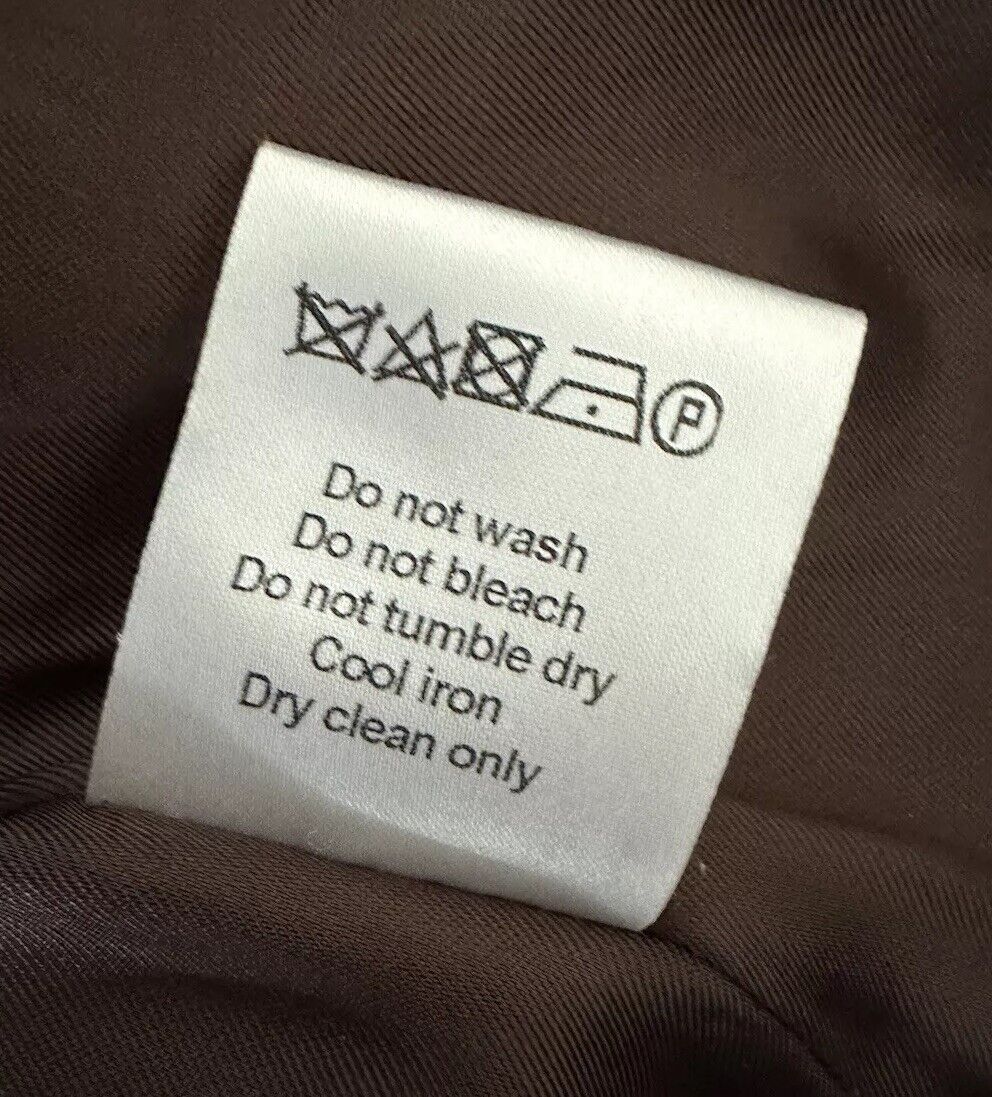 P
Do not wash
Do not bleach
Do not tumble dry
Cool iron
Dry clean only